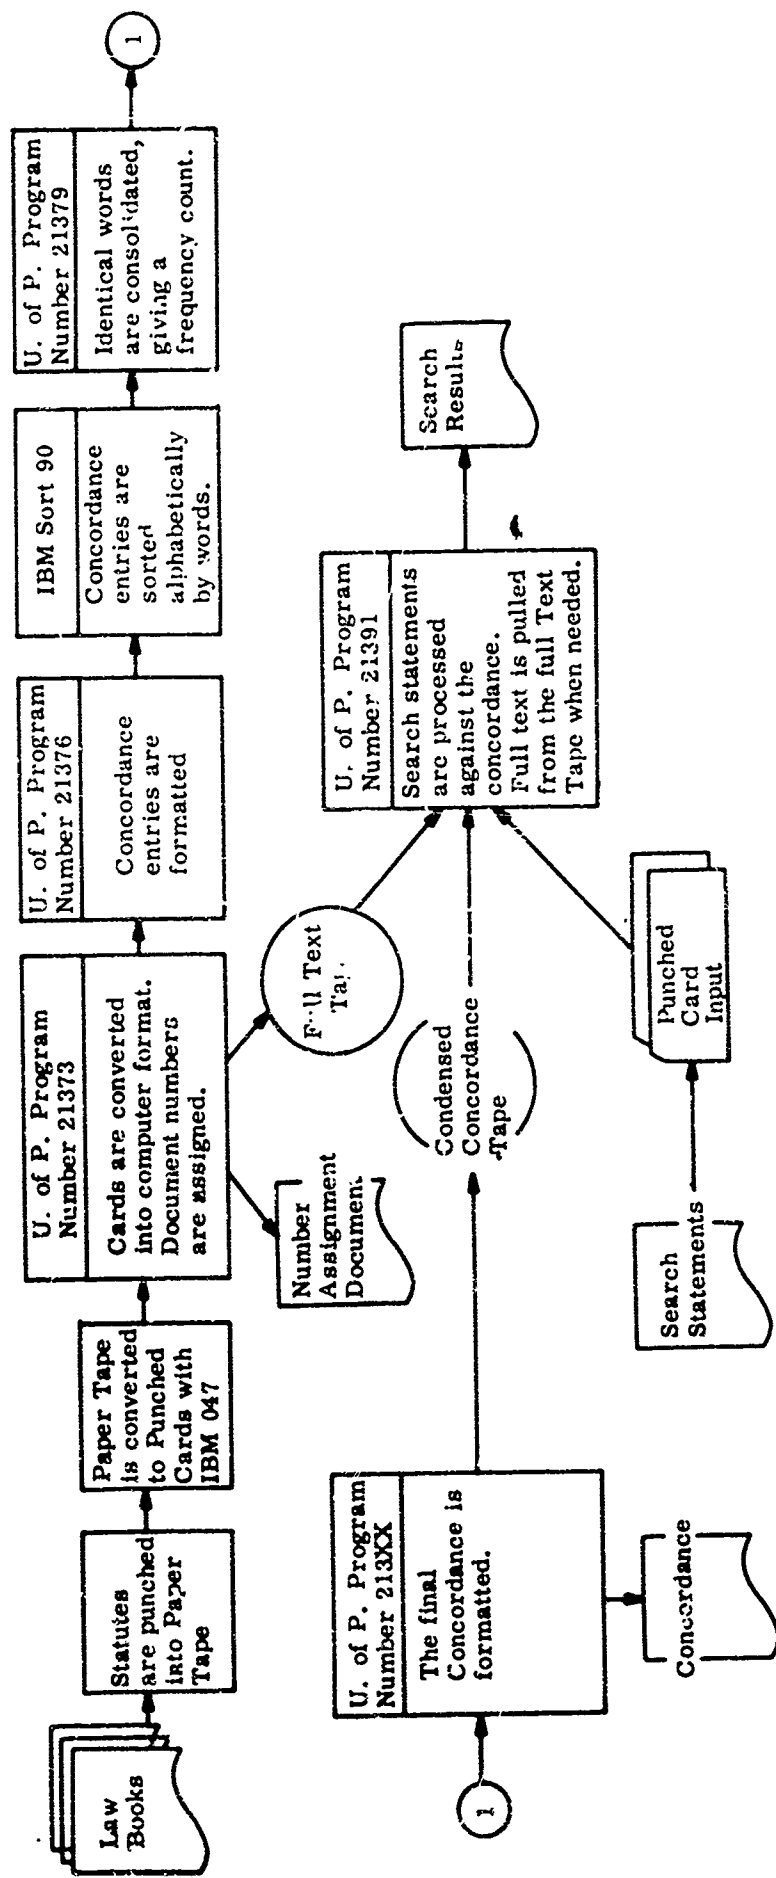 Law
Books
Statutes
are punched
into Paper
Tape
Paper Tape
is converted
to Punched
Cards with
IBM 047
U. of P. Program
Number 21373
Cards are converted
into computer format.
Document numbers
are assigned.
Number
Assignment
Document
Full Text
U. of P. Program
Number 21376
Concordance
entries are
formatted
IBM Sort 90
Concordance
entries are
sorted
alphabetically
by words.
U. of P. Program
Number 21379
Identical words
are consolidated,
giving a
frequency count.
1
1
U. of P. Program
Number 213XX
The final
Concordance is
formatted.
Concordance
Condensed
Concordance
Tape
Search
Statements
Punched
Card
Input
U. of P. Program
Number 21391
Search statements
are processed
against the
concordance.
Full text is pulled
from the full Text
Tape when needed.
Search
Results